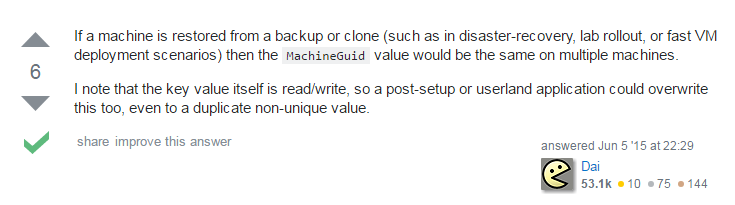 If a machine is restored from a backup or clone (such as in disaster-recovery, lab rollout, or fast VM
deployment scenarios) then the MachineGuid value would be the same on multiple machines.
6
I note that the key value itself is read/write, so a post-setup or userland application could overwrite
this too, even to a duplicate non-unique value.
share improve this answer
answered Jun 5 '15 at 22:29
Dai
53.1k 10 75 144